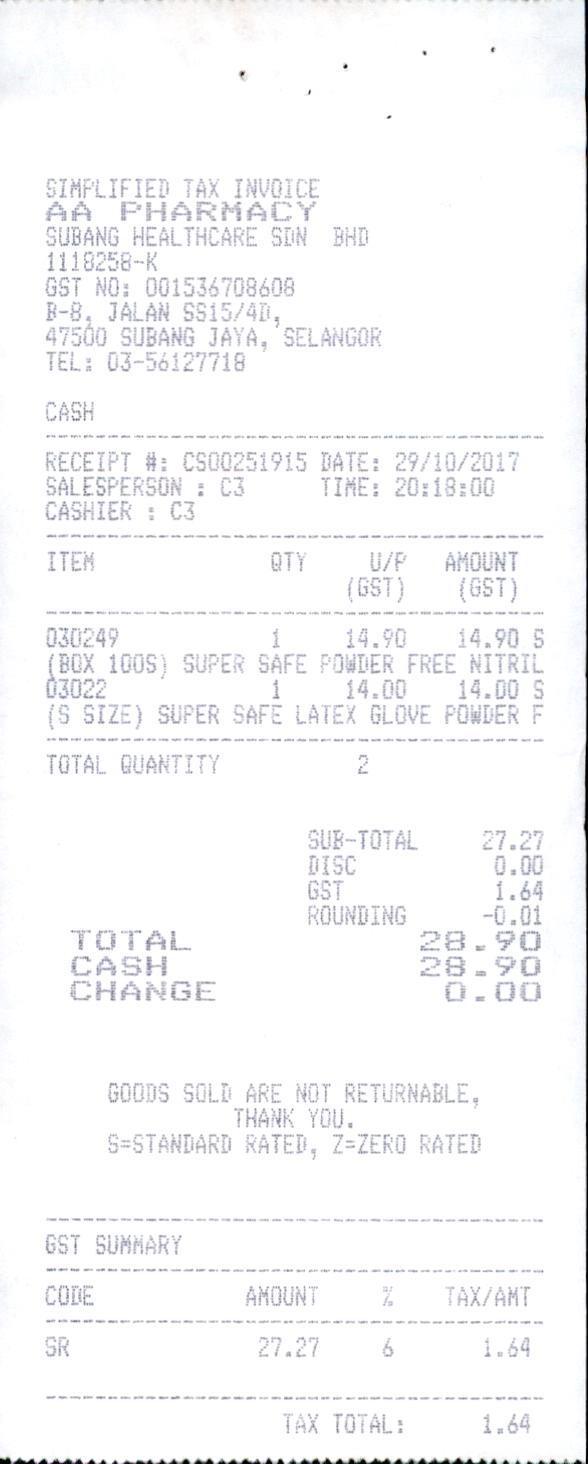 SIMPLIFIED TAX INVOICE
AA PHARMACY
SUBANG HEALTHCARE SDN BHD
1118258-K
GST NO: 001536708608
B-8, JALAN SS15/4D,
47500 SUBANG JAYA, SELANGOR
TEL: 03-56127718
CASH
RECEIPT #: CS00251915 DATE: 29/10/2017
SALESPERSON : C3 TIME: 20:18:00
CASHIER : C3
ITEM QTY U/P AMOUNT
(GST) (GST)
030249 1 14.90 14.90 S
(BOX 100S) SUPER SAFE POWDER FREE NITRIL
03022 1 14.00 14.00 S
(S SIZE) SUPER SAFE LATEX GLOVE POWDER F
TOTAL QUANTITY 2
SUB-TOTAL 27.27
DISC 0.00
GST 1.64
ROUNDING -0.01
TOTAL 28.90
CASH 28.90
CHANGE 0.00
GOODS SOLD ARE NOT RETURNABLE,
THANK YOU.
S=STANDARD RATED, Z=ZERO RATED
GST SUMMARY
CODE AMOUNT % TAX/AMT
SR 27.27 6 1.64
TAX TOTAL: 1.64